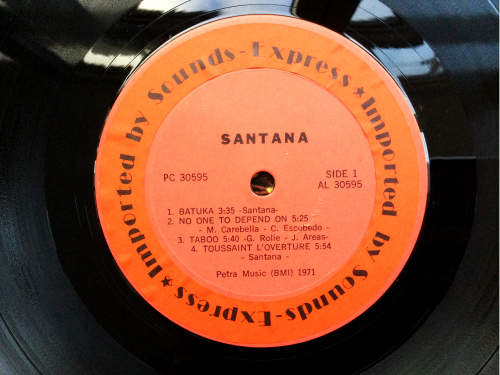 Imported by Sounds-Express ★ Imported by Sounds-Express ★
SANTANA
PC 30595
SIDE 1
AL 30595
1. BATUKA 3:35 -Santana-
2. NO ONE TO DEPEND ON 5:25
- M. Carebella - C. Escobedo -
3. TABOO 5:40 -G. Rolie - J. Areas-
4. TOUSSAINT L'OVERTURE 5:54
- Santana -
Petra Music (BMI) 1971